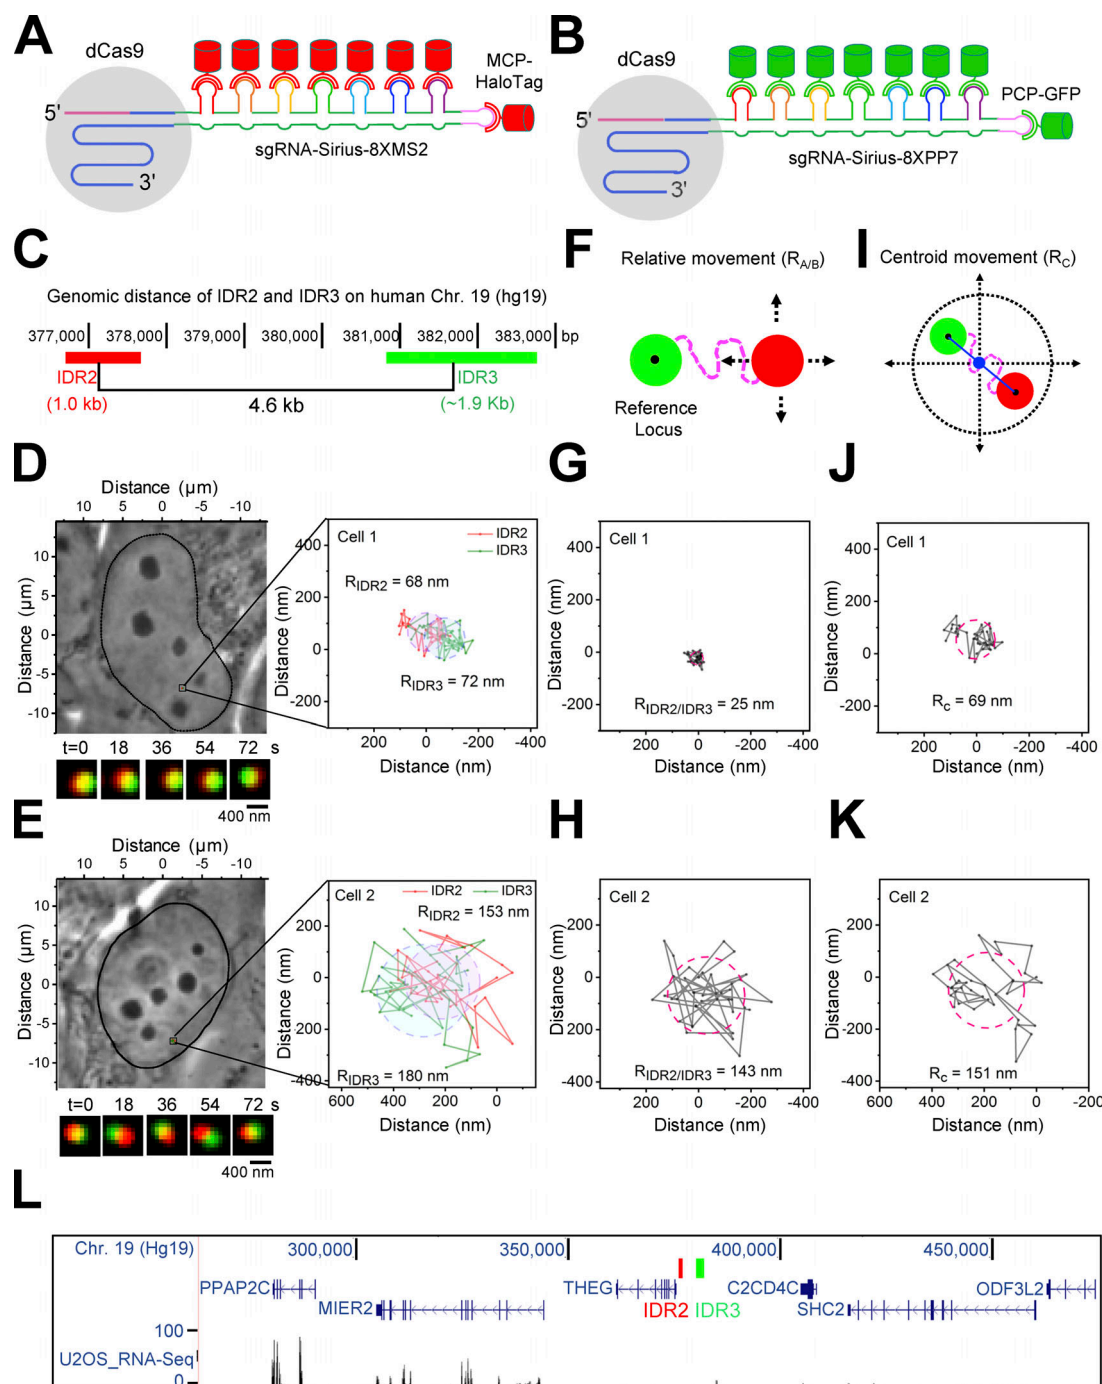 A
dCas9
MCP-
HaloTag
5'
3'
sgRNA-Sirius-8XMS2
B
dCas9
PCP-GFP
5'
3'
sgRNA-Sirius-8XPP7
C
Genomic distance of IDR2 and IDR3 on human Chr. 19 (hg19)
377,000 378,000 379,000 380,000 381,000 382,000 383,000 bp
IDR2 IDR3
(1.0 kb) 4.6 kb (~1.9 Kb)
F
Relative movement (R_A/B)
Reference
Locus
I
Centroid movement (R_C)
D
Distance (µm)
10 5 0 -5 -10
Distance (µm)
10
5
0
-5
-10
t=0 18 36 54 72 s
400 nm
Cell 1
IDR2
IDR3
R_IDR2 = 68 nm
R_IDR3 = 72 nm
Distance (nm)
400
200
0
-200
200 0 -200 -400
Distance (nm)
G
Cell 1
R_IDR2/IDR3 = 25 nm
Distance (nm)
400
200
0
-200
200 0 -200 -400
Distance (nm)
J
Cell 1
R_c = 69 nm
Distance (nm)
400
200
0
-200
200 0 -200 -400
Distance (nm)
E
Distance (µm)
10 5 0 -5 -10
Distance (µm)
10
5
0
-5
-10
t=0 18 36 54 72 s
400 nm
Cell 2
IDR2 IDR3
R_IDR2 = 153 nm
R_IDR3 = 180 nm
Distance (nm)
200
0
200
-400
600 400 200 0
Distance (nm)
H
Cell 2
R_IDR2/IDR3 = 143 nm
Distance (nm)
200
0
-200
-400
200 0 -200 -400
Distance (nm)
K
Cell 2
R_c = 151 nm
Distance (nm)
200
0
-200
-400
600 400 200 0 -200
Distance (nm)
L
Chr. 19 (Hg19) 300,000 350,000 400,000 450,000
PPAP2C THEG C2CD4C ODF3L2
MIER2 IDR2 IDR3 SHC2
100
U2OS_RNA-Seq
0